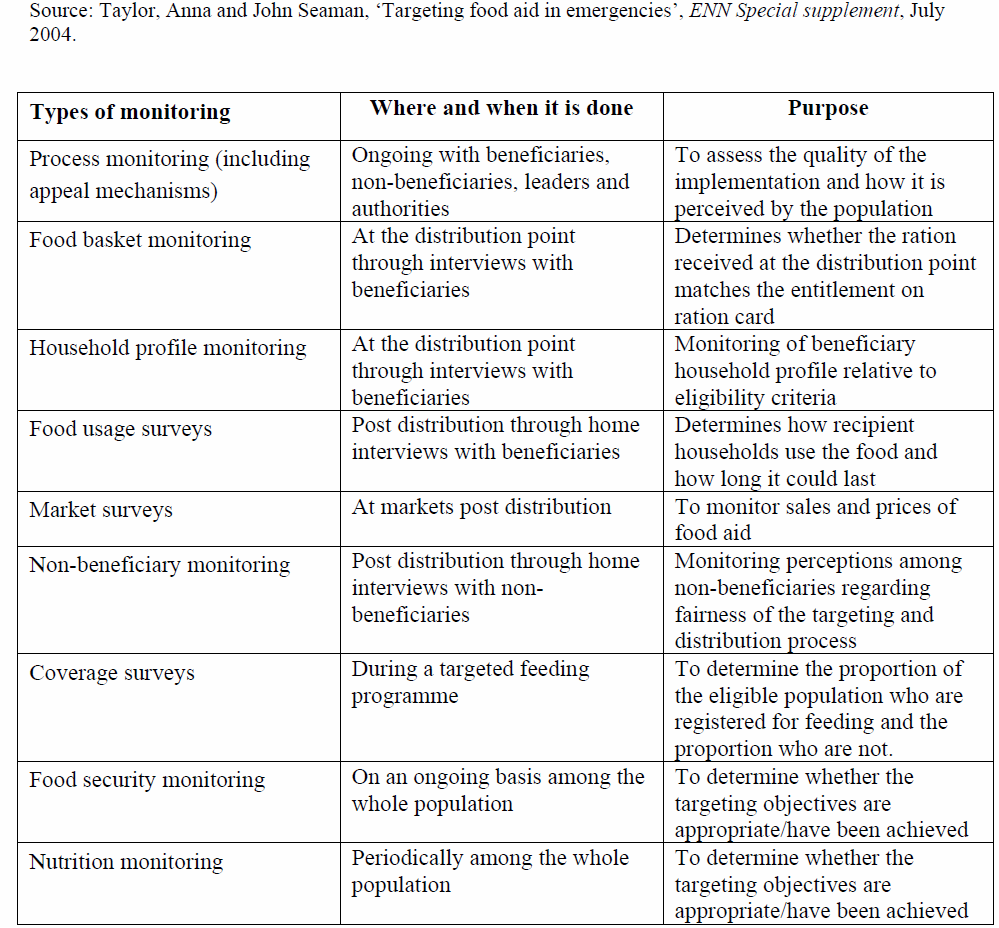 Source: Taylor, Anna and John Seaman, ‘Targeting food aid in emergencies’, ENN Special supplement, July
2004.
Types of monitoring
Where and when it is done
Purpose
Process monitoring (including
appeal mechanisms)
Ongoing with beneficiaries,
non-beneficiaries, leaders and
authorities
To assess the quality of the
implementation and how it is
perceived by the population
Food basket monitoring
At the distribution point
through interviews with
beneficiaries
Determines whether the ration
received at the distribution point
matches the entitlement on
ration card
Household profile monitoring
At the distribution point
through interviews with
beneficiaries
Monitoring of beneficiary
household profile relative to
eligibility criteria
Food usage surveys
Post distribution through home
interviews with beneficiaries
Determines how recipient
households use the food and
how long it could last
Market surveys
At markets post distribution
To monitor sales and prices of
food aid
Non-beneficiary monitoring
Post distribution through home
interviews with non-
beneficiaries
Monitoring perceptions among
non-beneficiaries regarding
fairness of the targeting and
distribution process
Coverage surveys
During a targeted feeding
programme
To determine the proportion of
the eligible population who are
registered for feeding and the
proportion who are not.
Food security monitoring
On an ongoing basis among the
whole population
To determine whether the
targeting objectives are
appropriate/have been achieved
Nutrition monitoring
Periodically among the whole
population
To determine whether the
targeting objectives are
appropriate/have been achieved